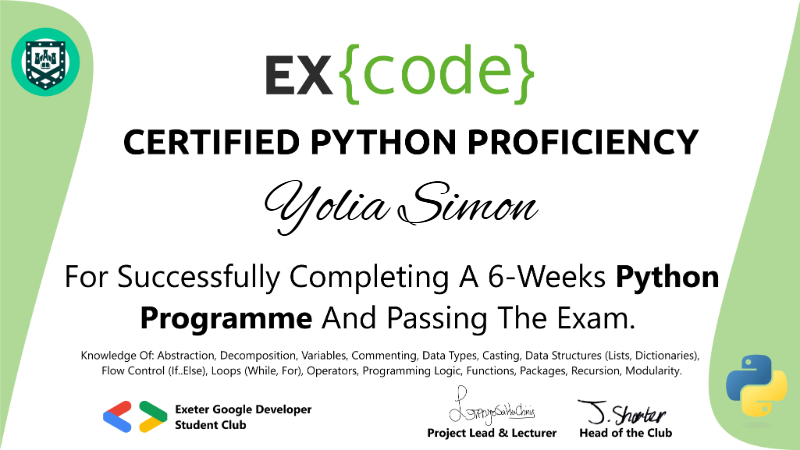 EX{code}
CERTIFIED PYTHON PROFICIENCY
Yolia Simon
For Successfully Completing A 6-Weeks Python
Programme And Passing The Exam.
Knowledge Of: Abstraction, Decomposition, Variables, Commenting, Data Types, Casting, Data Structures (Lists, Dictionaries),
Flow Control (If..Else), Loops (While, For), Operators, Programming Logic, Functions, Packages, Recursion, Modularity.
Exeter Google Developer
Student Club
Project Lead & Lecturer
J. Shorter
Head of the Club